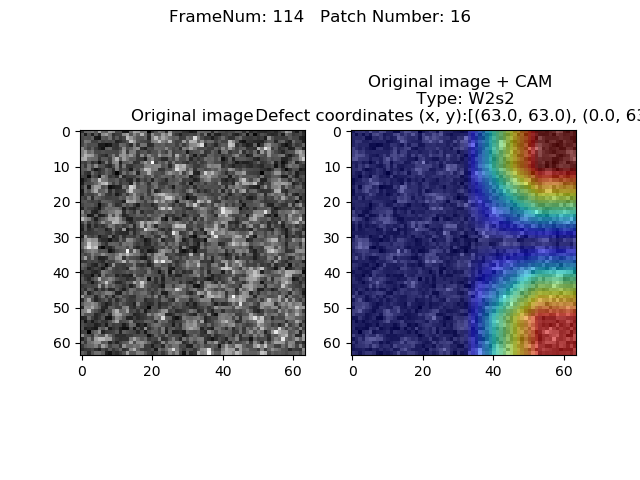 FrameNum: 114   Patch Number: 16
Original image + CAM
Type: W2s2
Original image
Defect coordinates (x, y):[(63.0, 63.0), (0.0, 63
0
10
20
30
40
50
60
0 20 40 60
0
10
20
30
40
50
60
0 20 40 60